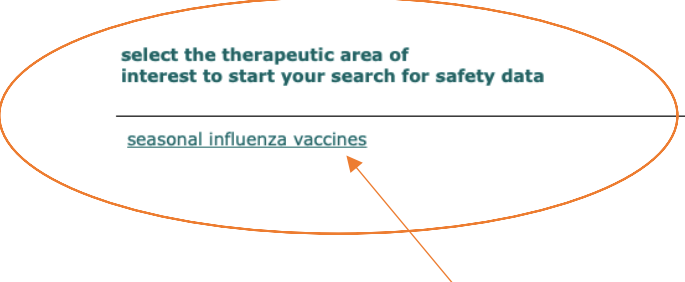 select the therapeutic area of
interest to start your search for safety data
seasonal influenza vaccines